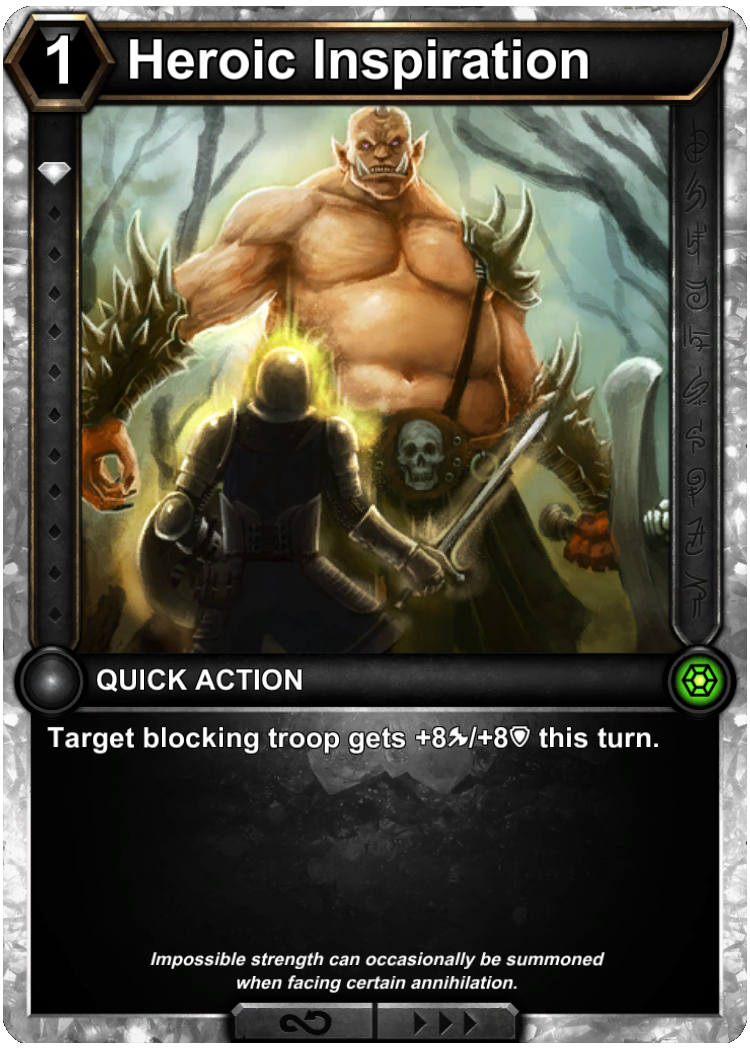 1
Heroic Inspiration
QUICK ACTION
Target blocking troop gets +8/+8 this turn.
Impossible strength can occasionally be summoned
when facing certain annihilation.